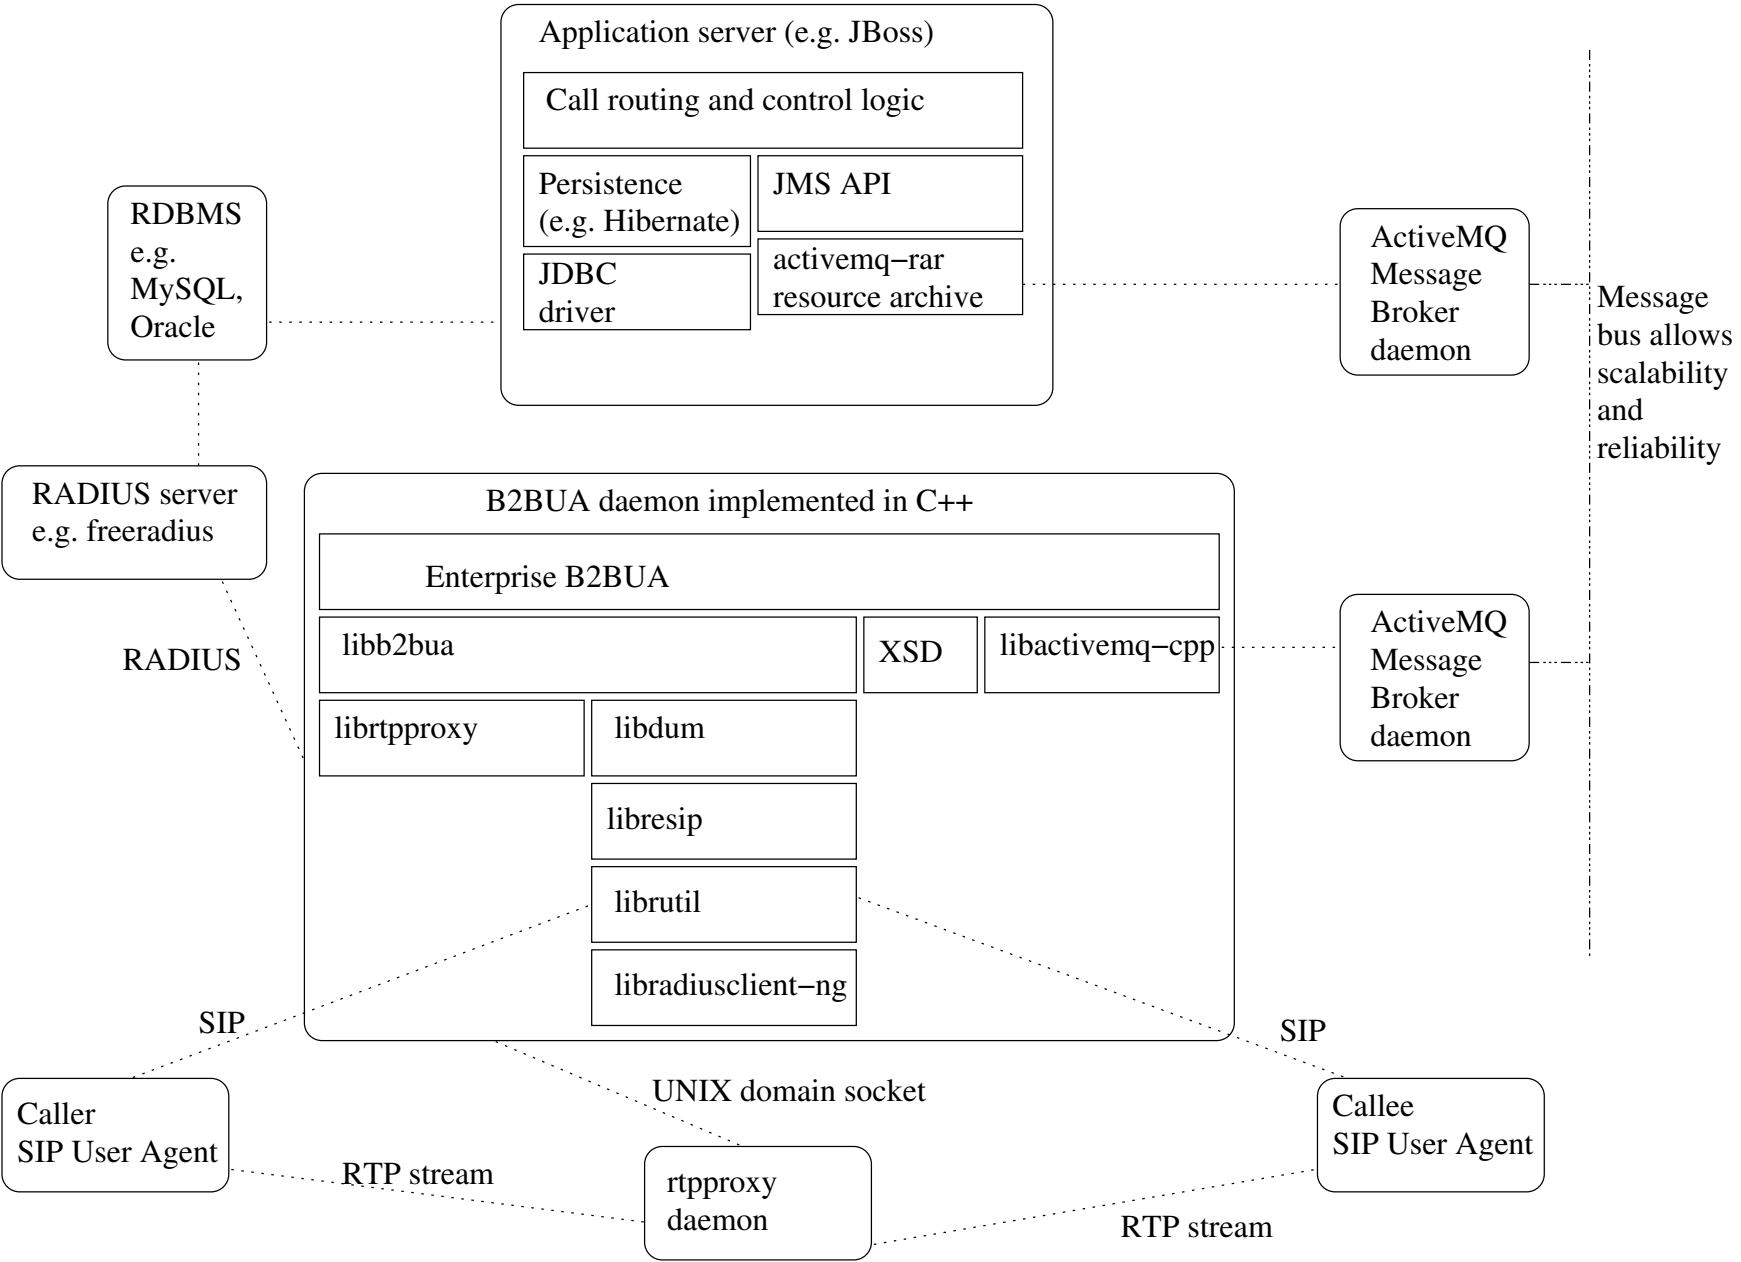 Application server (e.g. JBoss)
Call routing and control logic
Persistence
(e.g. Hibernate)
JMS API
JDBC
driver
activemq−rar
resource archive
RDBMS
e.g.
MySQL,
Oracle
ActiveMQ
Message
Broker
daemon
Message
bus allows
scalability
and
reliability
RADIUS server
e.g. freeradius
B2BUA daemon implemented in C++
Enterprise B2BUA
libb2bua
XSD
libactivemq−cpp
RADIUS
librtpproxy
libdum
libresip
librutil
libradiusclient−ng
ActiveMQ
Message
Broker
daemon
SIP
SIP
UNIX domain socket
Caller
SIP User Agent
Callee
SIP User Agent
RTP stream
rtpproxy
daemon
RTP stream